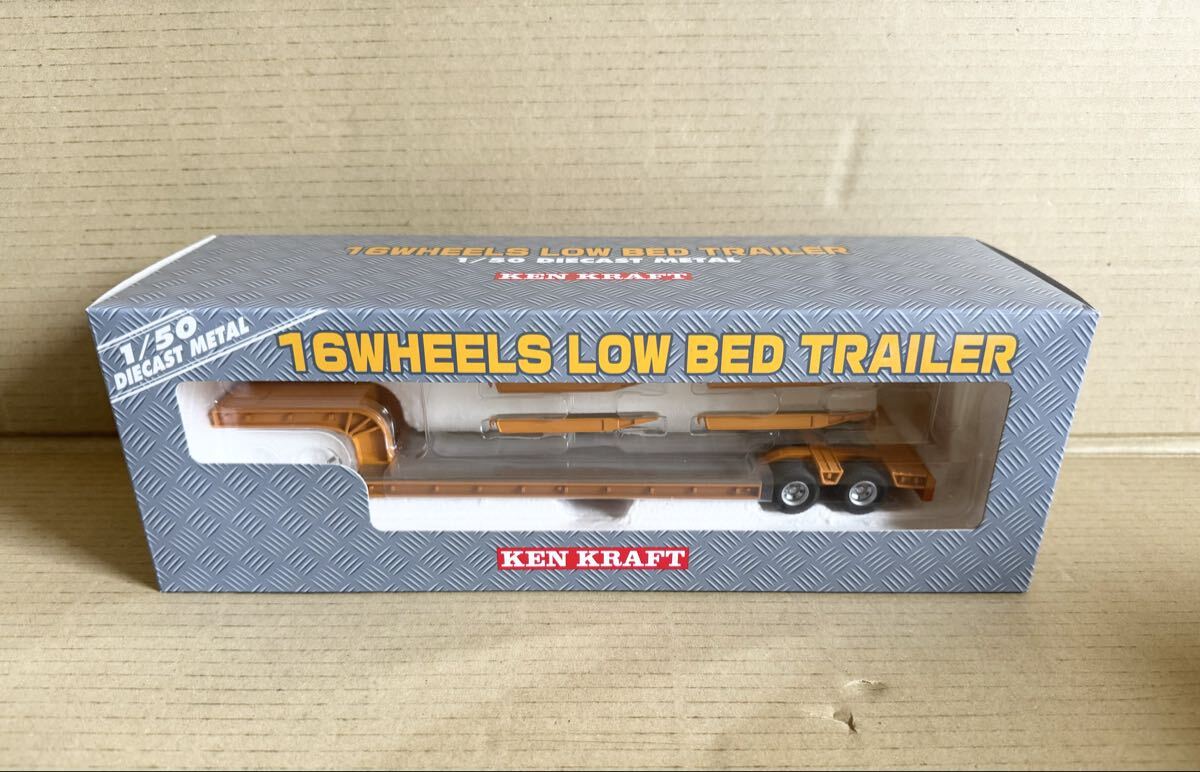 16WHEELS LOW BED TRAILER
1/50 DIECAST METAL
KEN KRAFT
1/50
DIECAST METAL
16WHEELS LOW BED TRAILER
KEN KRAFT